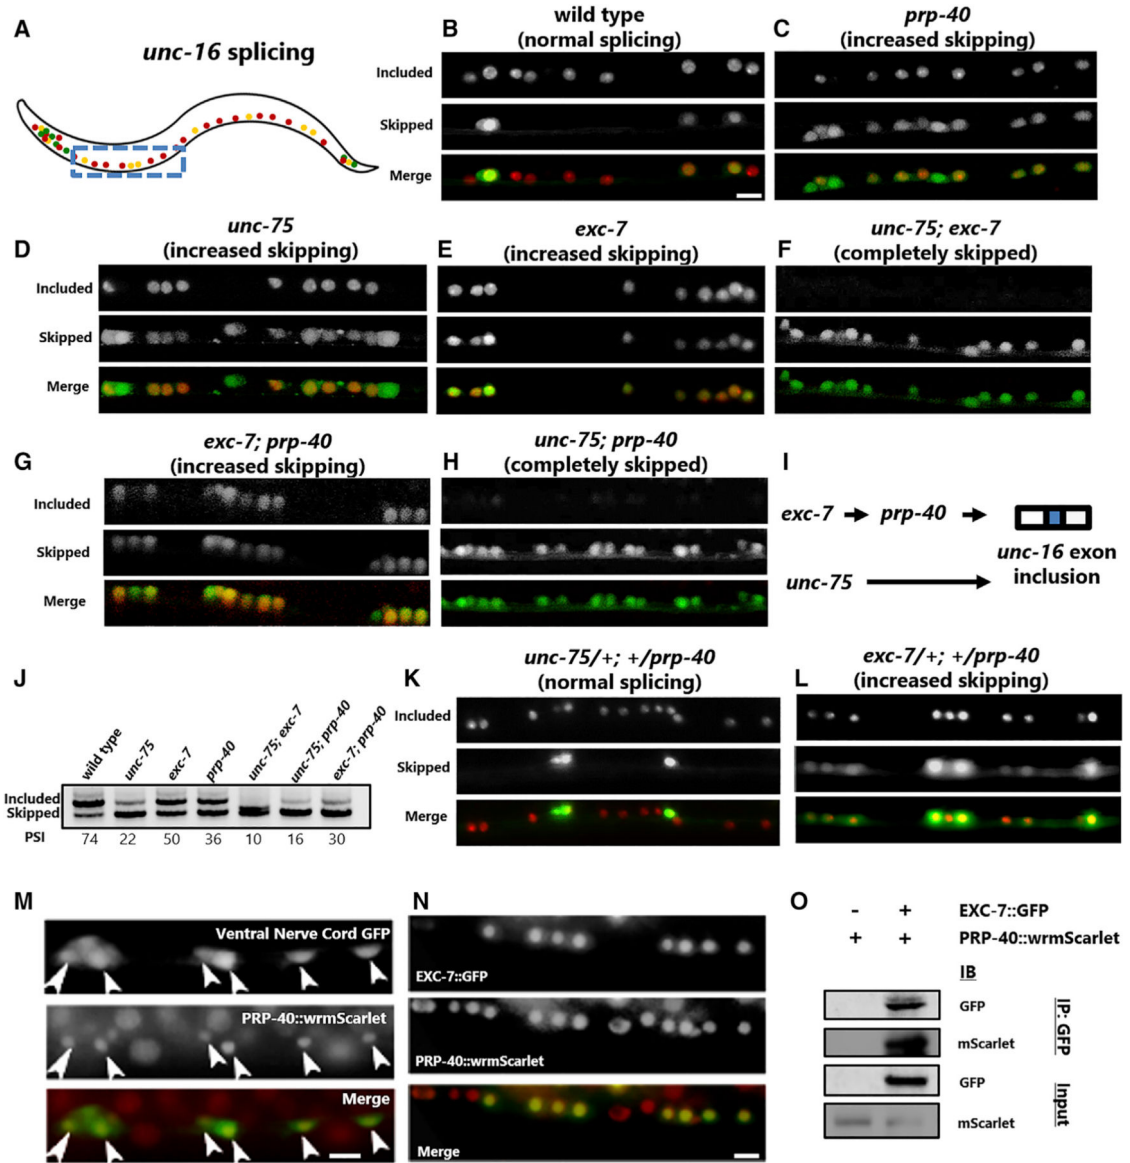 A
unc-16 splicing
B
wild type
(normal splicing)
Included
Skipped
Merge
C
prp-40
(increased skipping)
D
unc-75
(increased skipping)
Included
Skipped
Merge
E
exc-7
(increased skipping)
F
unc-75; exc-7
(completely skipped)
G
exc-7; prp-40
(increased skipping)
Included
Skipped
Merge
H
unc-75; prp-40
(completely skipped)
I
exc-7 prp-40
unc-75
unc-16 exon
inclusion
J
wild type
unc-75
exc-7
prp-40
unc-75; exc-7
unc-75; prp-40
exc-7; prp-40
Included
Skipped
PSI 74 22 50 36 10 16 30
K
unc-75/+; +/prp-40
(normal splicing)
Included
Skipped
Merge
L
exc-7/+; +/prp-40
(increased skipping)
M
Ventral Nerve Cord GFP
PRP-40::wrmScarlet
Merge
N
EXC-7::GFP
PRP-40::wrmScarlet
Merge
O
- + EXC-7::GFP
+ + PRP-40::wrmScarlet
IB
GFP
mScarlet
IP: GFP
GFP
mScarlet
Input